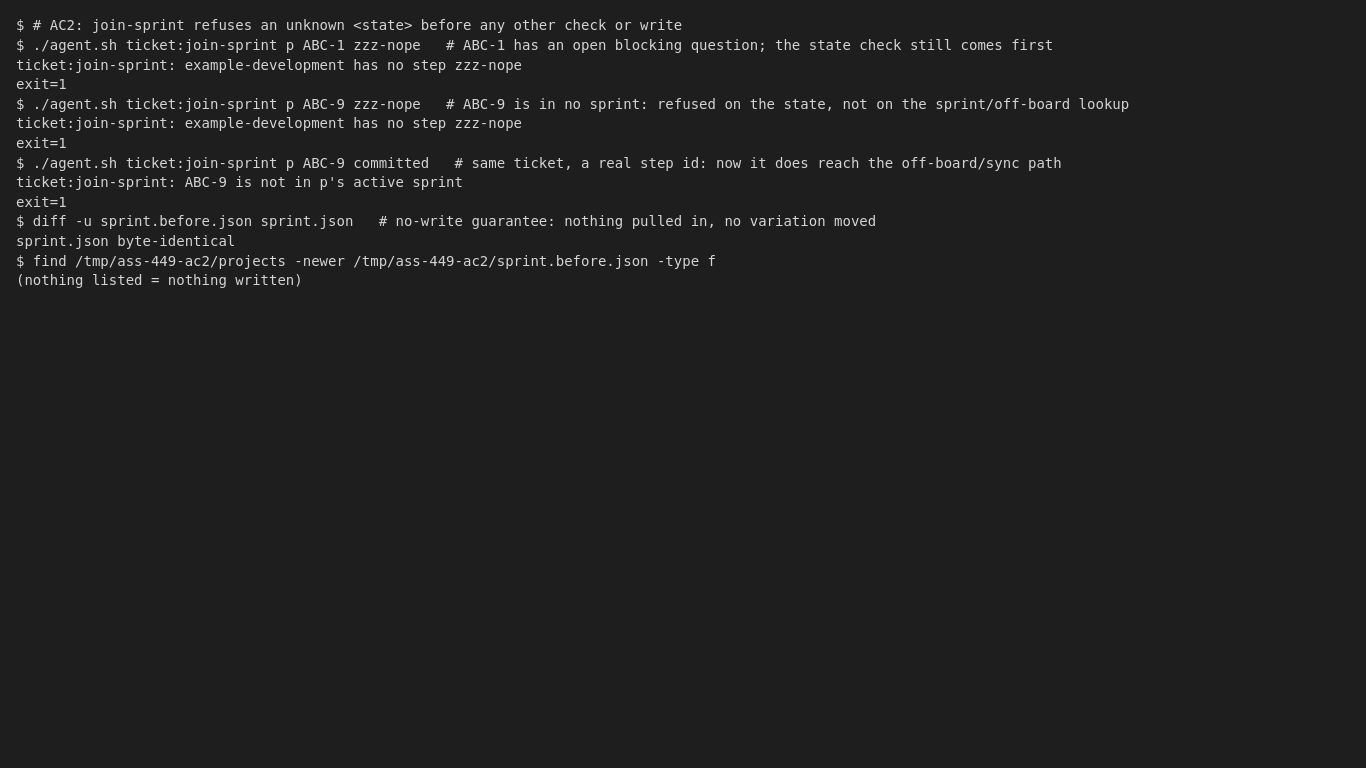 $ # AC2: join-sprint refuses an unknown <state> before any other check or write
$ ./agent.sh ticket:join-sprint p ABC-1 zzz-nope   # ABC-1 has an open blocking question; the state check still comes first
ticket:join-sprint: example-development has no step zzz-nope
exit=1
$ ./agent.sh ticket:join-sprint p ABC-9 zzz-nope   # ABC-9 is in no sprint: refused on the state, not on the sprint/off-board lookup
ticket:join-sprint: example-development has no step zzz-nope
exit=1
$ ./agent.sh ticket:join-sprint p ABC-9 committed   # same ticket, a real step id: now it does reach the off-board/sync path
ticket:join-sprint: ABC-9 is not in p's active sprint
exit=1
$ diff -u sprint.before.json sprint.json   # no-write guarantee: nothing pulled in, no variation moved
sprint.json byte-identical
$ find /tmp/ass-449-ac2/projects -newer /tmp/ass-449-ac2/sprint.before.json -type f
(nothing listed = nothing written)